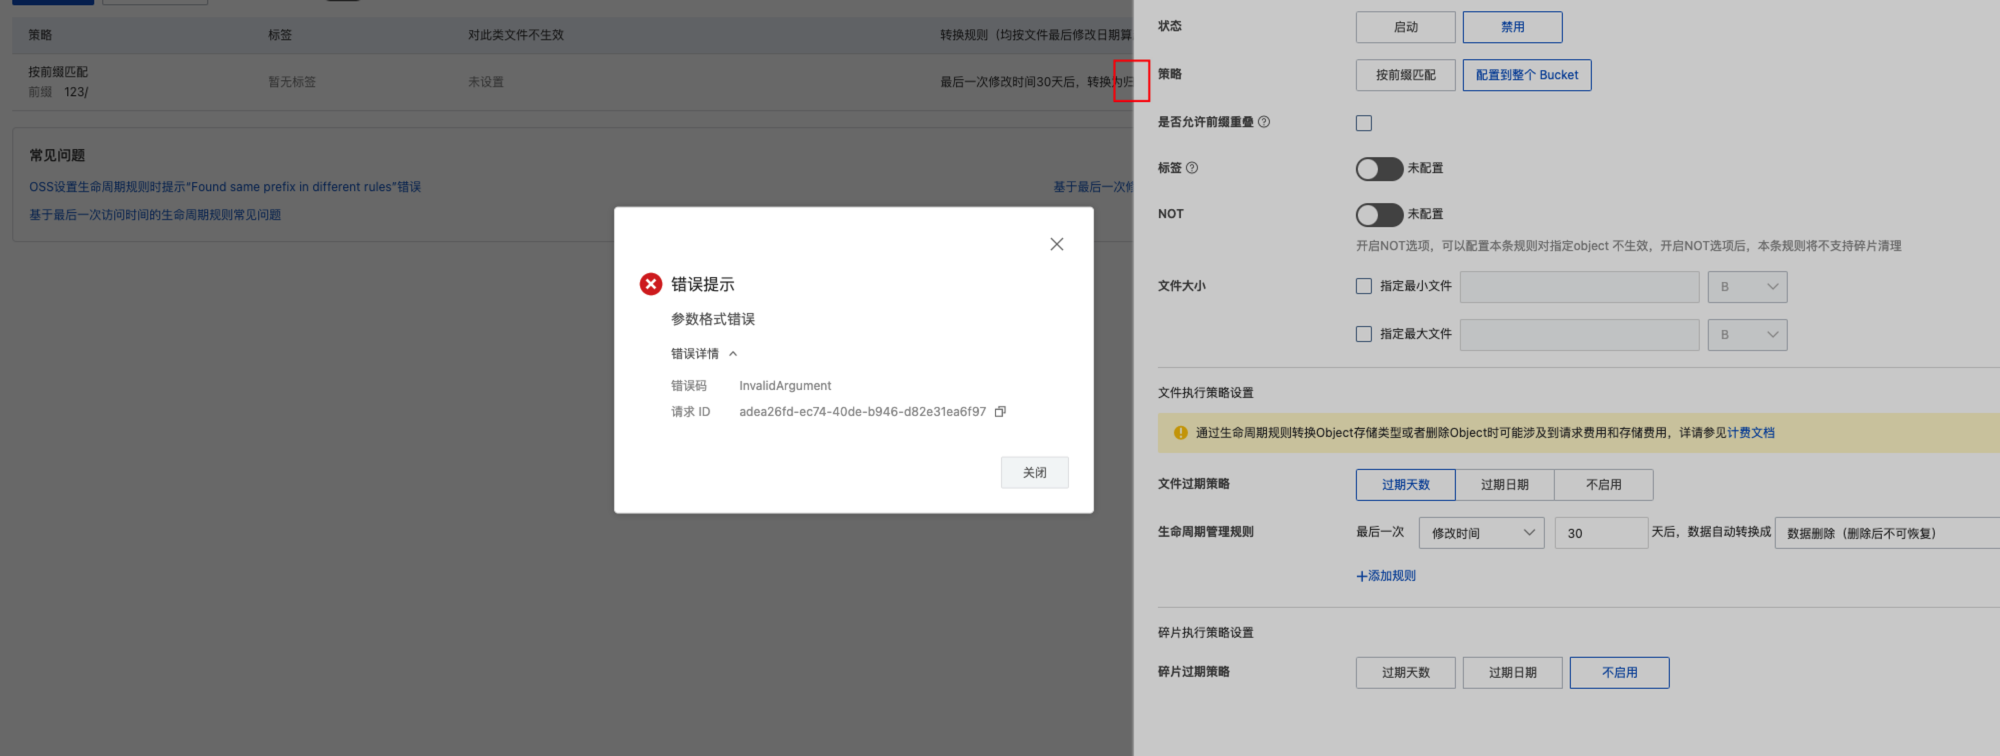 策略 标签 对此类文件不生效 转换规则（均按文件最后修改日期算
按前缀匹配
前缀 123/
暂无标签 未设置 最后一次修改时间30天后，转换为归
常见问题
OSS设置生命周期规则时提示"Found same prefix in different rules"错误
基于最后一次修
基于最后一次访问时间的生命周期规则常见问题
错误提示
参数格式错误
错误详情
错误码 InvalidArgument
请求 ID adea26fd-ec74-40de-b946-d82e31ea6f97
关闭
状态 启动 禁用
策略 按前缀匹配 配置到整个 Bucket
是否允许前缀重叠
标签 未配置
NOT 未配置
开启NOT选项，可以配置本条规则对指定object 不生效，开启NOT选项后，本条规则将不支持碎片清理
文件大小 指定最小文件 B
指定最大文件 B
文件执行策略设置
通过生命周期规则转换Object存储类型或者删除Object时可能涉及到请求费用和存储费用，详请参见计费文档
文件过期策略 过期天数 过期日期 不启用
生命周期管理规则 最后一次 修改时间 30 天后，数据自动转换成 数据删除（删除后不可恢复）
+添加规则
碎片执行策略设置
碎片过期策略 过期天数 过期日期 不启用